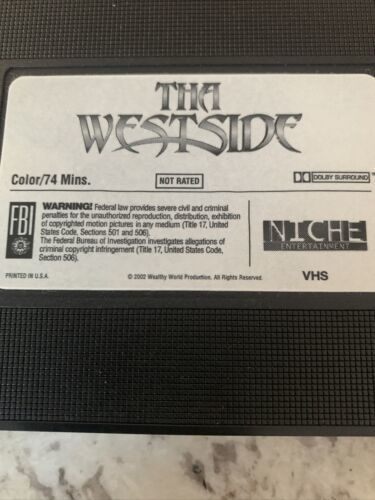 THA
WESTSIDE
Color/74 Mins.
NOT RATED
DOLBY SURROUND
FBI
WARNING! Federal law provides severe civil and criminal
penalties for the unauthorized reproduction, distribution, exhibition
of copyrighted motion pictures in any medium (Title 17, United
States Code, Sections 501 and 506).
The Federal Bureau of Investigation investigates allegations of
criminal copyright infringement (Title 17, United States Code,
Section 506).
NICHE
ENTERTAINMENT
PRINTED IN U.S.A.
© 2002 Wealthy World Production. All Rights Reserved.
VHS